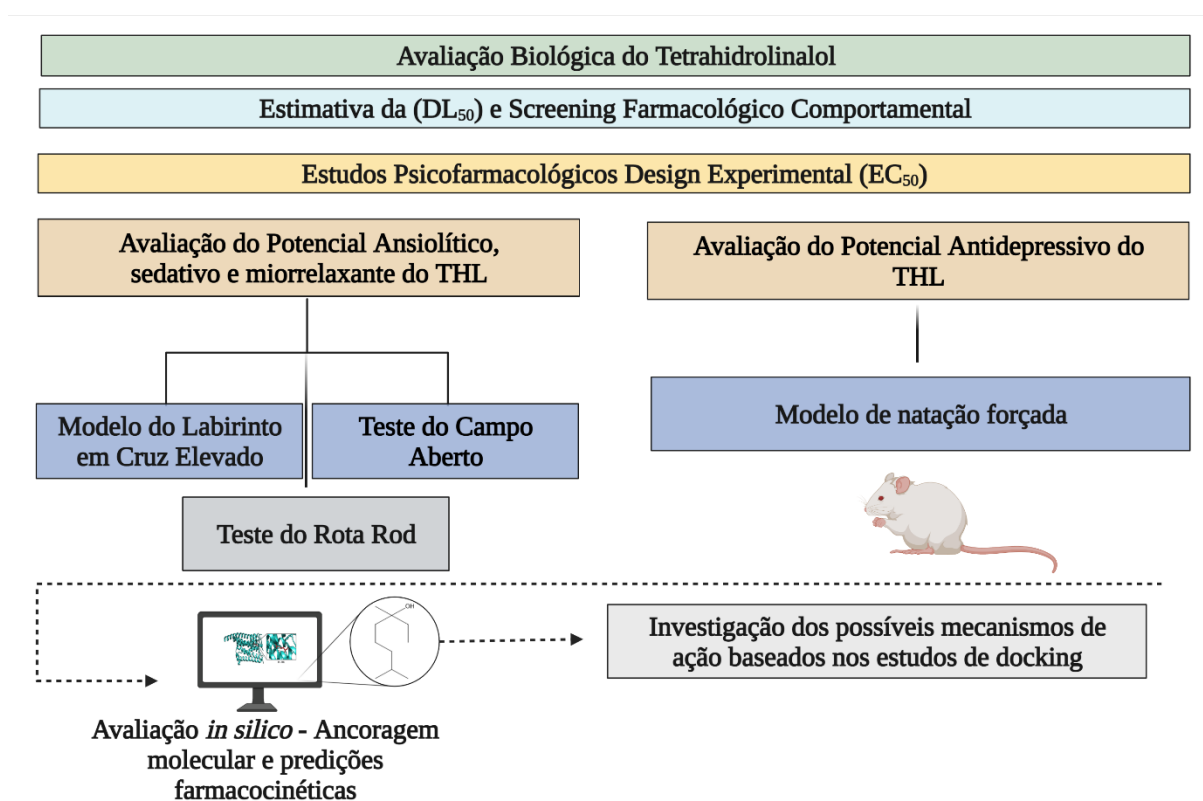 Avaliação Biológica do Tetrahidrolinalol
Estimativa da (DL₅₀) e Screening Farmacológico Comportamental
Estudos Psicofarmacológicos Design Experimental (EC₅₀)
Avaliação do Potencial Ansiolítico,
sedativo e miorrelaxante do THL
Avaliação do Potencial Antidepressivo do
THL
Modelo do Labirinto
em Cruz Elevado
Teste do Campo
Aberto
Modelo de natação forçada
Teste do Rota Rod
OH
Investigação dos possíveis mecanismos de
ação baseados nos estudos de docking
Avaliação in silico - Ancoragem
molecular e predições
farmacocinéticas